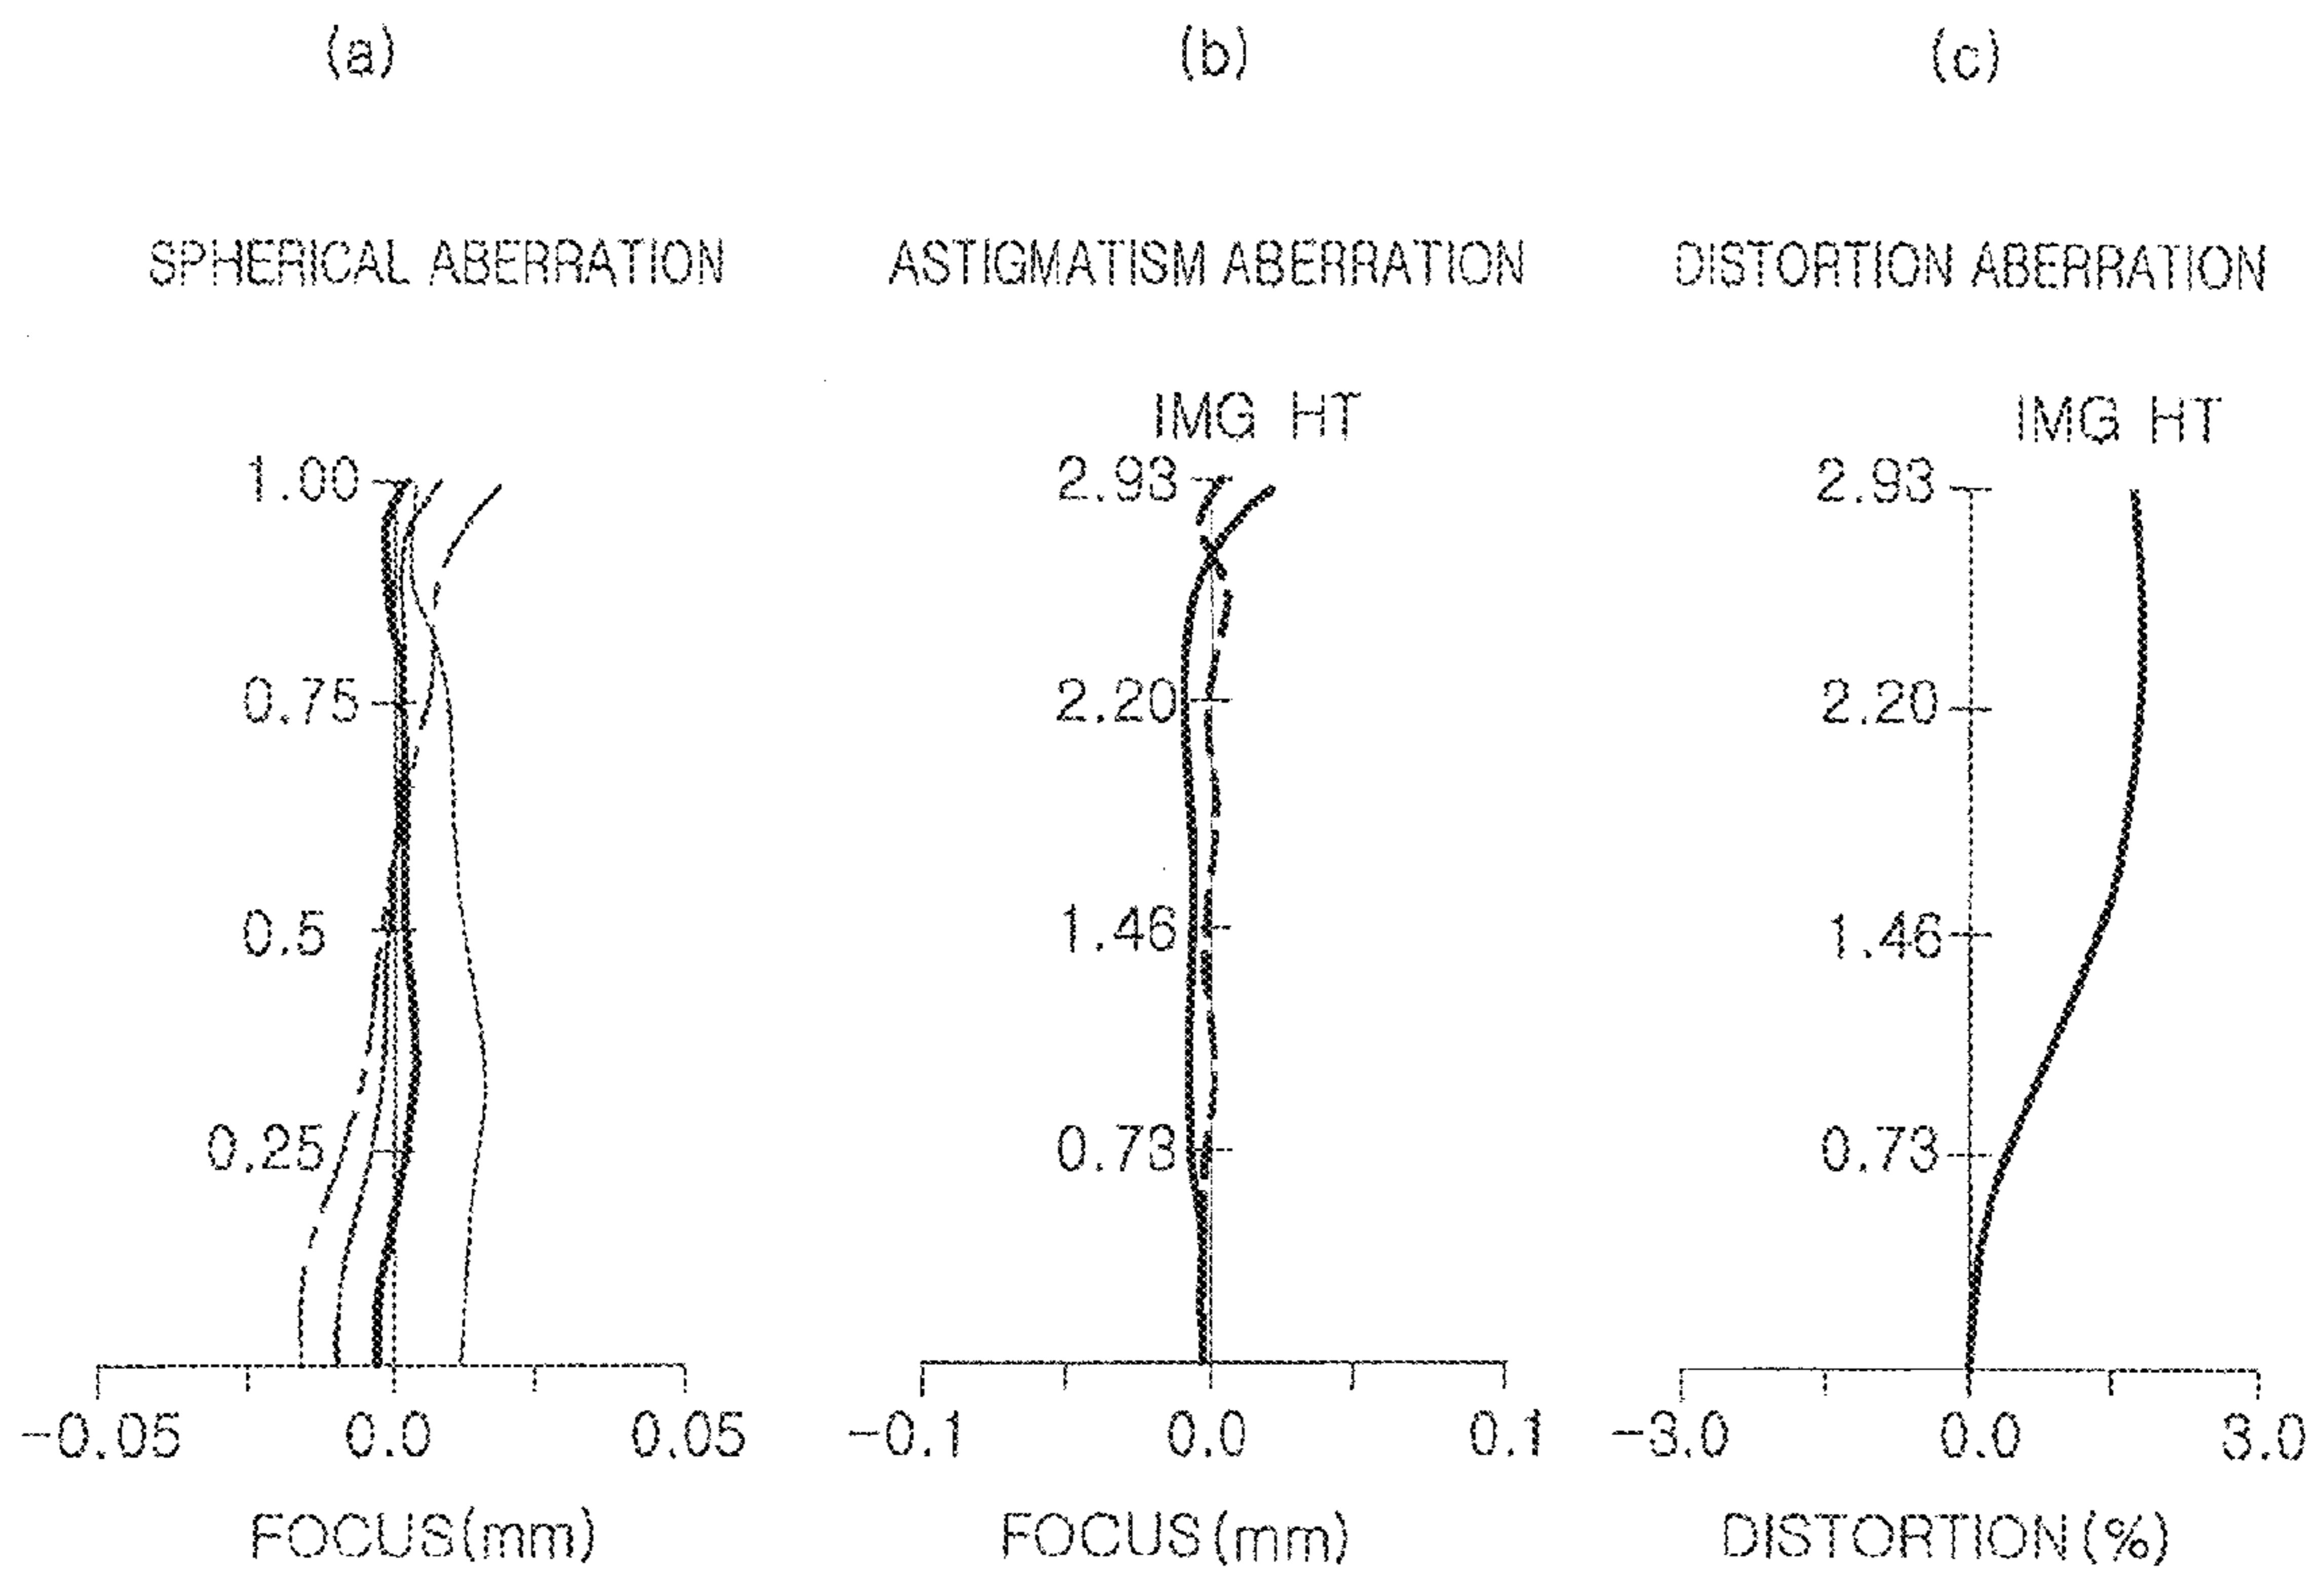 (a)
(b)
(c)
SPHERICAL ABERRATION
ASTIGMATISM ABERRATION
DISTORTION ABERRATION
IMG HT
IMG HT
1.00
0.75
0.5
0.25
2.93
2.20
1.46
0.73
2.93
2.20
1.46
0.73
-0.05
0.0
0.05
-0.1
0.0
0.1
-3.0
0.0
3.0
FOCUS(mm)
FOCUS(mm)
DISTORTION(%)